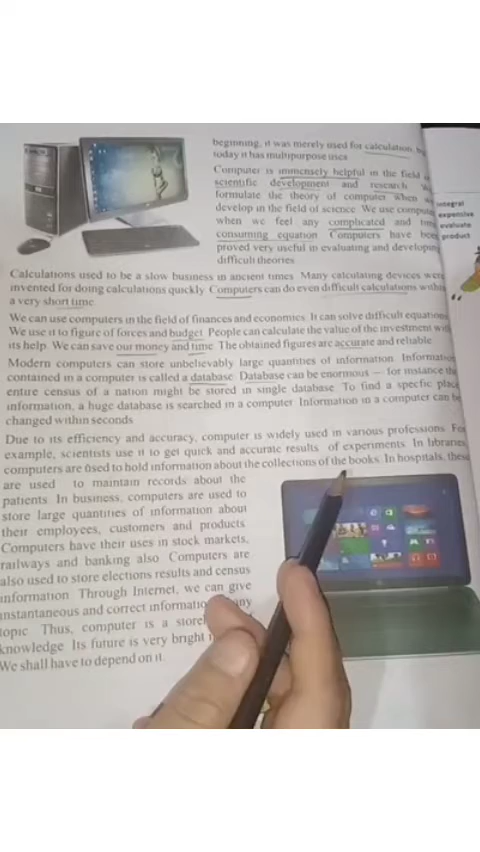 beginning, it was merely used for calculation, but
today it has multipurpose uses
Computer is immensely helpful in the field of
scientific development and research. We
formulate the theory of computer when we
develop in the field of science. We use computer
when we feel any complicated and time
consuming equation. Computers have been
proved very useful in evaluating and developing
difficult theories
integral
expensive
evaluate
product
Calculations used to be a slow business in ancient times. Many calculating devices were
invented for doing calculations quickly. Computers can do even difficult calculations within
a very short time.
We can use computers in the field of finances and economics. It can solve difficult equations
We use it to figure of forces and budget. People can calculate the value of the investment with
its help. We can save our money and time. The obtained figures are accurate and reliable.
Modern computers can store unbelievably large quantities of information. Information
contained in a computer is called a database. Database can be enormous — for instance the
entire census of a nation might be stored in single database. To find a specfic place
information, a huge database is searched in a computer. Information in a computer can be
changed within seconds.
Due to its efficiency and accuracy, computer is widely used in various professions. For
example, scientists use it to get quick and accurate results of experiments. In libraries
computers are used to hold information about the collections of the books. In hospitals, these
are used to maintain records about the
patients. In business, computers are used to
store large quantities of information about
their employees, customers and products.
Computers have their uses in stock markets,
railways and banking also. Computers are
also used to store elections results and census
information. Through Internet, we can give
instantaneous and correct any
topic. Thus, computer is a
knowledge. Its future is very bright
We shall have to depend on it.